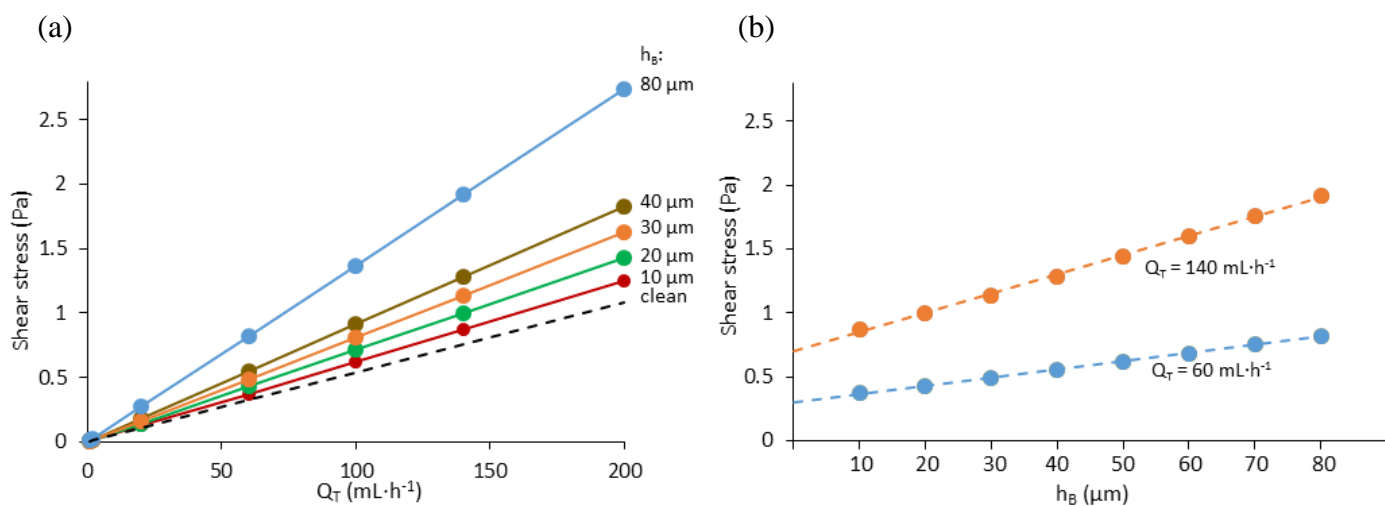 (a)
h_B:
80 μm
40 μm
30 μm
20 μm
10 μm
clean
2.5
2
1.5
1
0.5
0
Shear stress (Pa)
0
50
100
150
200
Q_T (mL·h⁻¹)
(b)
2.5
2
1.5
1
0.5
0
Shear stress (Pa)
Q_T = 140 mL·h⁻¹
Q_T = 60 mL·h⁻¹
10
20
30
40
50
60
70
80
h_B (μm)